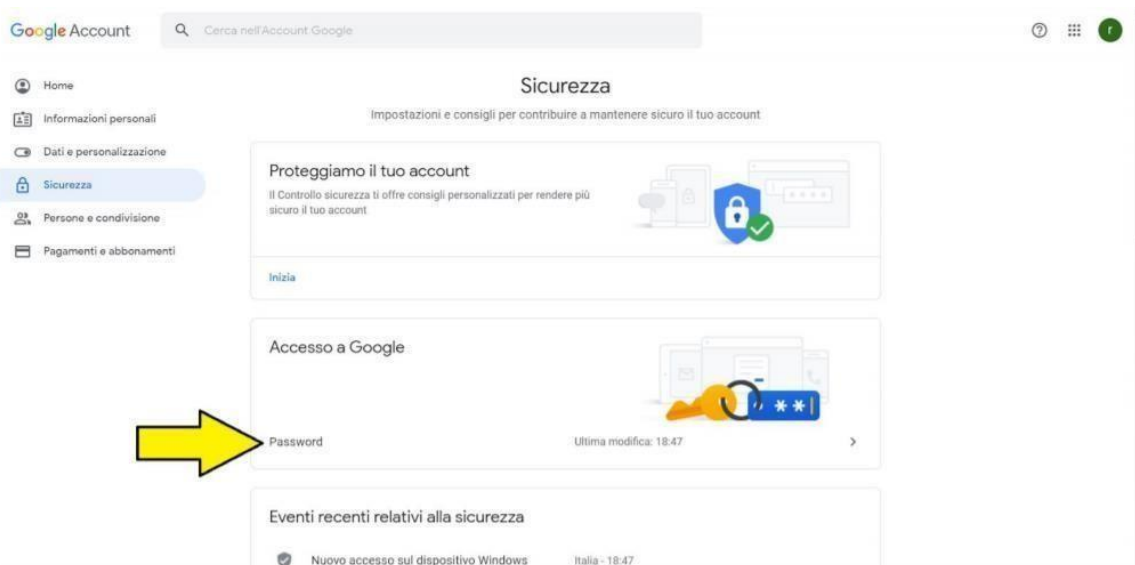 Google Account
Cerca nell'Account Google
r
Home
Informazioni personali
Dati e personalizzazione
Sicurezza
Persone e condivisione
Pagamenti e abbonamenti
Sicurezza
Impostazioni e consigli per contribuire a mantenere sicuro il tuo account
Proteggiamo il tuo account
Il Controllo sicurezza ti offre consigli personalizzati per rendere più
sicuro il tuo account
Inizia
Accesso a Google
**
Password Ultima modifica: 18:47
Eventi recenti relativi alla sicurezza
Nuovo accesso sul dispositivo Windows Italia - 18:47